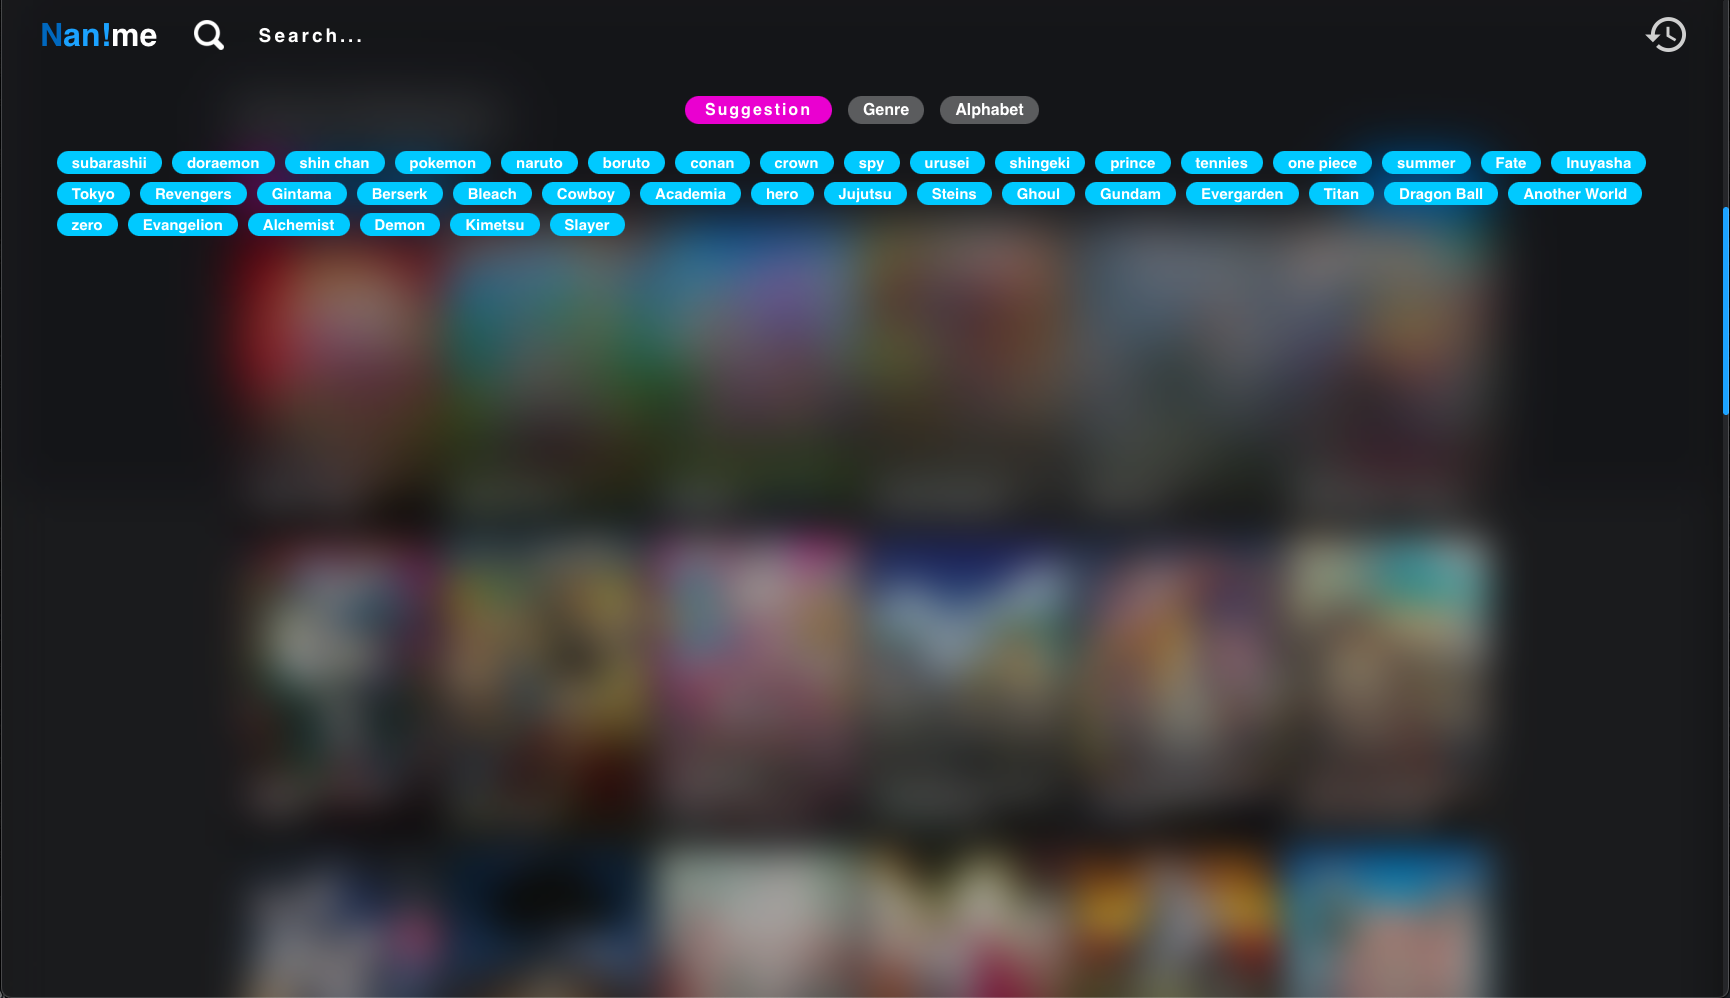 Nan!me Search...
Suggestion Genre Alphabet
subarashii doraemon shin chan pokemon naruto boruto conan crown spy urusei shingeki prince tennies one piece summer Fate Inuyasha
Tokyo Revengers Gintama Berserk Bleach Cowboy Academia hero Jujutsu Steins Ghoul Gundam Evergarden Titan Dragon Ball Another World
zero Evangelion Alchemist Demon Kimetsu Slayer